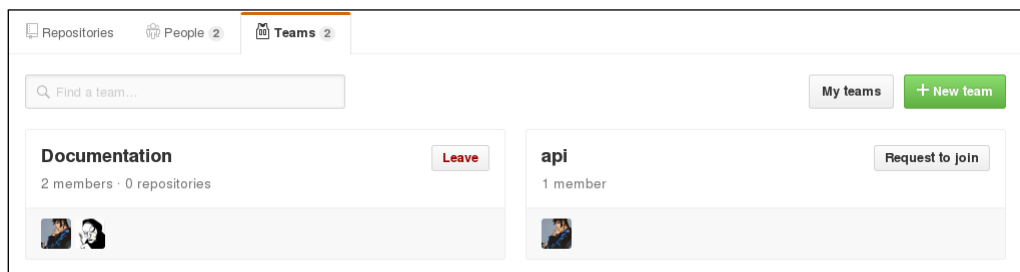 Repositories People 2 Teams 2
Find a team... My teams + New team
Documentation Leave
2 members · 0 repositories
api Request to join
1 member